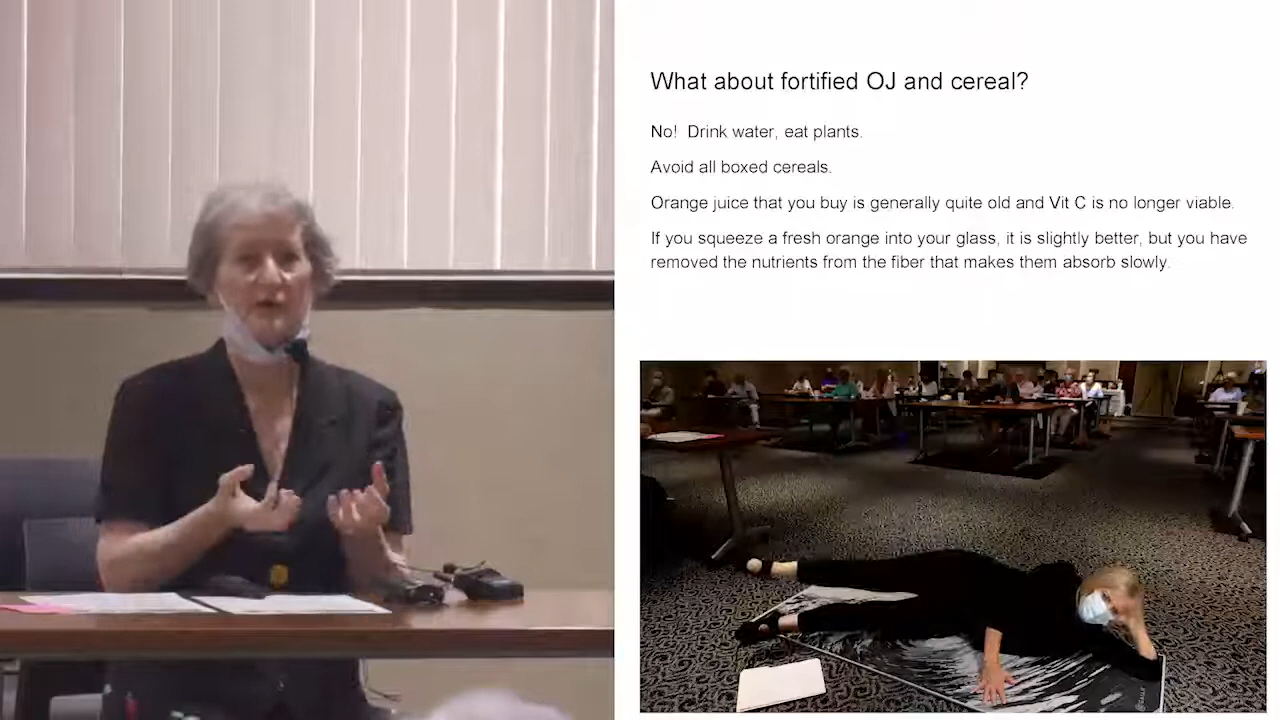 What about fortified OJ and cereal?
No!  Drink water, eat plants.
Avoid all boxed cereals.
Orange juice that you buy is generally quite old and Vit C is no longer viable.
If you squeeze a fresh orange into your glass, it is slightly better, but you have
removed the nutrients from the fiber that makes them absorb slowly.